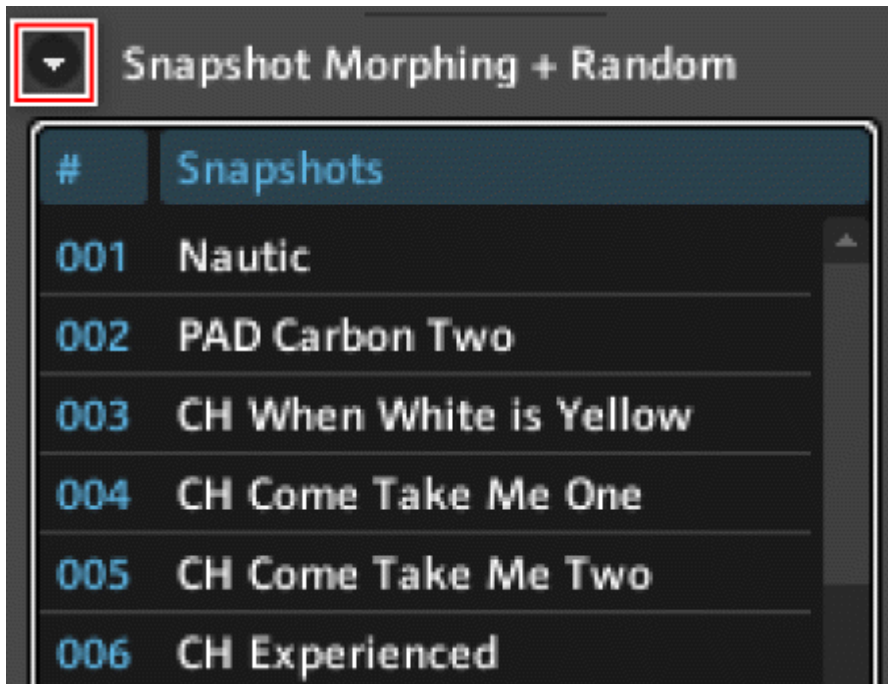 Snapshot Morphing + Random
# Snapshots
001 Nautic
002 PAD Carbon Two
003 CH When White is Yellow
004 CH Come Take Me One
005 CH Come Take Me Two
006 CH Experienced